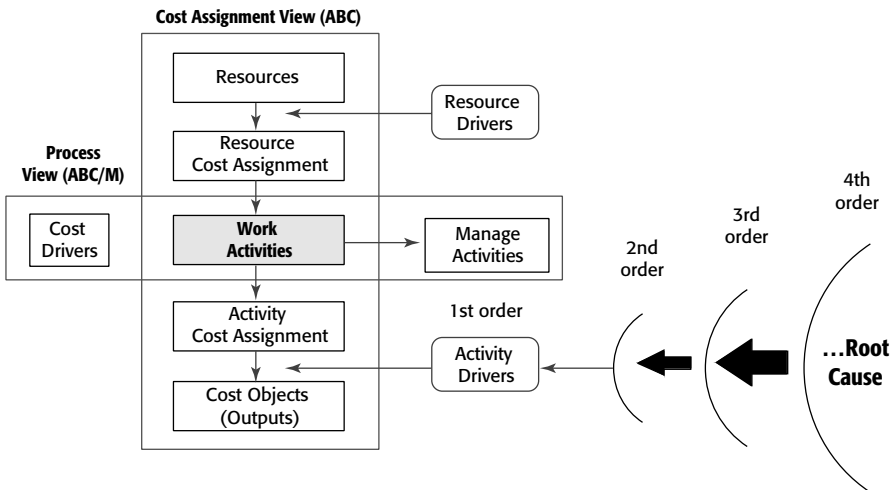 Cost Assignment View (ABC)
Resources
Resource
Drivers
Resource
Cost Assignment
Process
View (ABC/M)
Cost
Drivers
Work
Activities
Manage
Activities
Activity
Cost Assignment
1st order
Activity
Drivers
Cost Objects
(Outputs)
2nd
order
3rd
order
4th
order
…Root
Cause